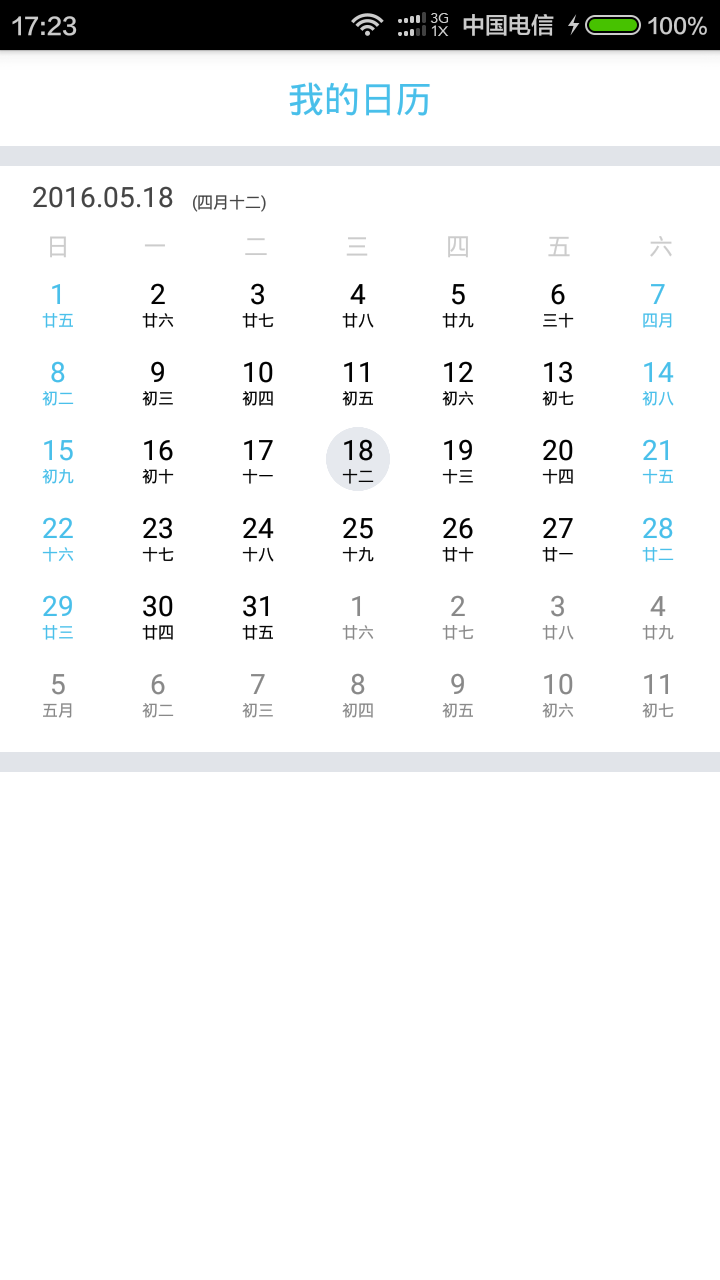 17:23 3G 1X 中国电信 100%
我的日历
2016.05.18 (四月十二)
日 一 二 三 四 五 六
1 2 3 4 5 6 7
廿五 廿六 廿七 廿八 廿九 三十 四月
8 9 10 11 12 13 14
初二 初三 初四 初五 初六 初七 初八
15 16 17 18 19 20 21
初九 初十 十一 十二 十三 十四 十五
22 23 24 25 26 27 28
十六 十七 十八 十九 廿十 廿一 廿二
29 30 31 1 2 3 4
廿三 廿四 廿五 廿六 廿七 廿八 廿九
5 6 7 8 9 10 11
五月 初二 初三 初四 初五 初六 初七